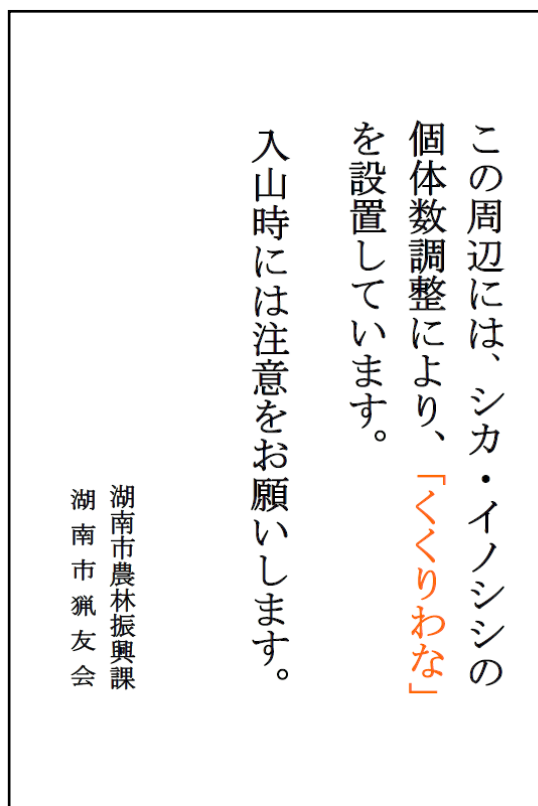 この周辺には、シカ・イノシシの
個体数調整により、「くくりわな」
を設置しています。
入山時には注意をお願いします。
湖南市農林振興課
湖南市猟友会